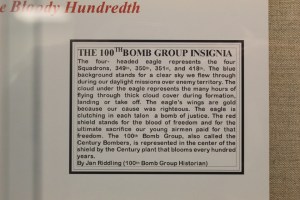 e Bloody Hundredth
THE 100TH BOMB GROUP INSIGNIA
The four- headed eagle represents the four
Squadrons, 349th, 350th, 351st, and 418th. The blue
background stands for a clear sky we flew through
during our daylight missions over enemy territory. The
cloud under the eagle represents the many hours of
flying through thick cloud cover during formation,
landing or take off. The eagle's wings are gold
because our cause was righteous. The eagle is
clutching in each talon a bomb of justice. The red
shield stands for the blood of freedom and for the
ultimate sacrifice our young airmen paid for that
freedom. The 100th Bomb Group, also called the
Century Bombers, is represented in the center of the
shield by the Century plant that blooms every hundred
years.
By Jan Riddling (100th Bomb Group Historian)